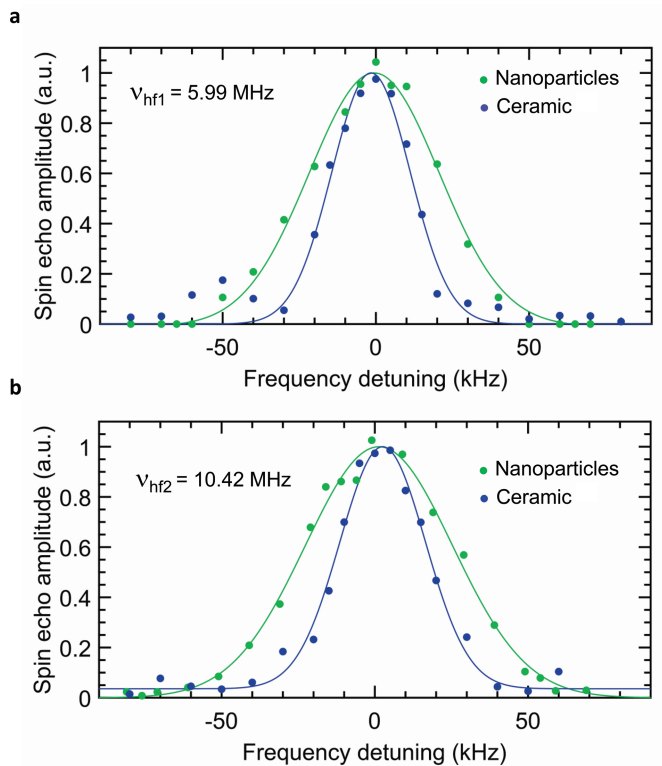 a
Spin echo amplitude (a.u.)
1
0.8
0.6
0.4
0.2
0
νhf1 = 5.99 MHz
Nanoparticles
Ceramic
-50
0
50
Frequency detuning (kHz)
b
Spin echo amplitude (a.u.)
1
0.8
0.6
0.4
0.2
0
νhf2 = 10.42 MHz
Nanoparticles
Ceramic
-50
0
50
Frequency detuning (kHz)